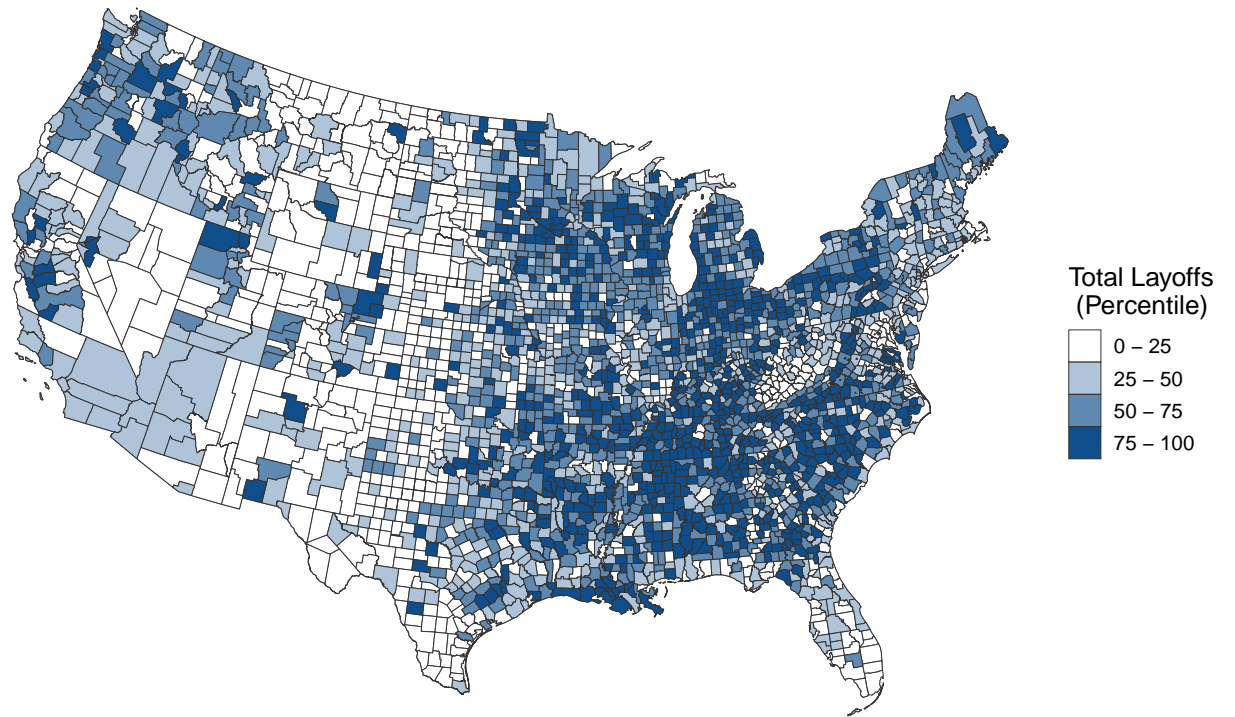 Total Layoffs
(Percentile)
0 – 25
25 – 50
50 – 75
75 – 100